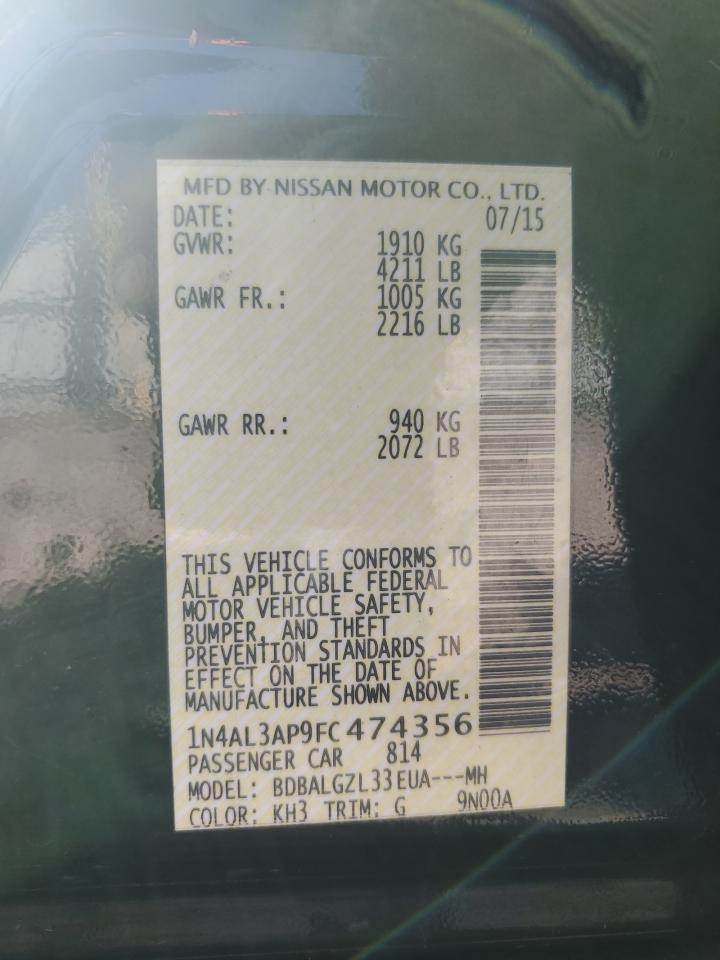 MFD BY NISSAN MOTOR CO., LTD.
DATE: 07/15
GVWR: 1910 KG
4211 LB
GAWR FR.: 1005 KG
2216 LB
GAWR RR.: 940 KG
2072 LB
THIS VEHICLE CONFORMS TO
ALL APPLICABLE FEDERAL
MOTOR VEHICLE SAFETY,
BUMPER, AND THEFT
PREVENTION STANDARDS IN
EFFECT ON THE DATE OF
MANUFACTURE SHOWN ABOVE.
1N4AL3AP9FC474356
PASSENGER CAR 814
MODEL: BDBALGZL33EUA---MH
COLOR: KH3 TRIM: G 9N00A